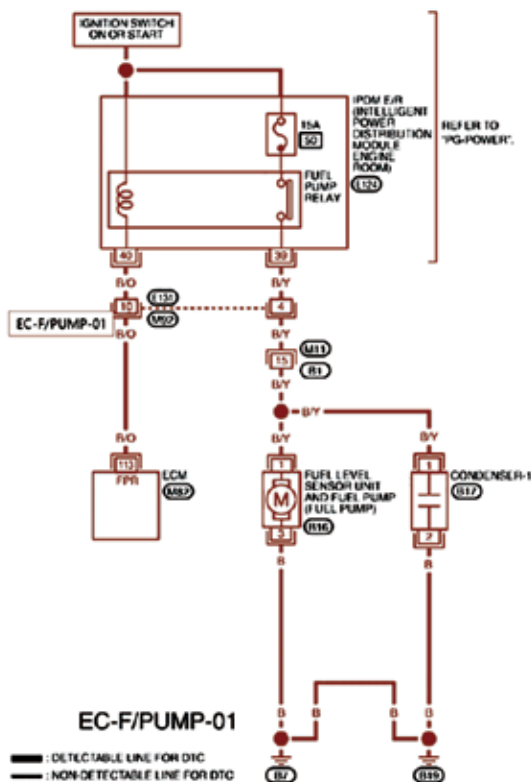 IGNITION SWITCH
ON OR START
IPDM E/R
(INTELLIGENT
POWER
DISTRIBUTION
MODULE
ENGINE
ROOM)
E124
REFER TO
"PG-POWER".
15A
50
FUEL
PUMP
RELAY
40
39
B/O
B/Y
10
E131
M92
4
EC-F/PUMP-01
B/O
B/Y
15
M11
B1
B/Y
B/Y
B/O
B/Y
B/Y
113
FPR
ECM
M82
1
M
3
FUEL LEVEL
SENSOR UNIT
AND FUEL PUMP
(FUEL PUMP)
B16
1
2
CONDENSER-1
B17
B
B
EC-F/PUMP-01
B
B
B
B
: DETECTABLE LINE FOR DTC
: NON-DETECTABLE LINE FOR DTC
B7
B19